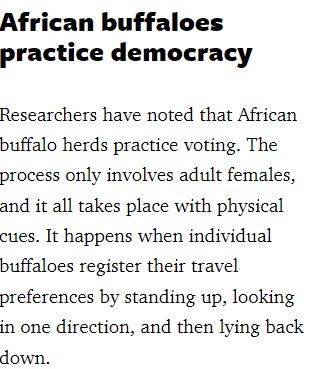 African buffaloes
practice democracy
Researchers have noted that African
buffalo herds practice voting. The
process only involves adult females,
and it all takes place with physical
cues. It happens when individual
buffaloes register their travel
preferences by standing up, looking
in one direction, and then lying back
down.